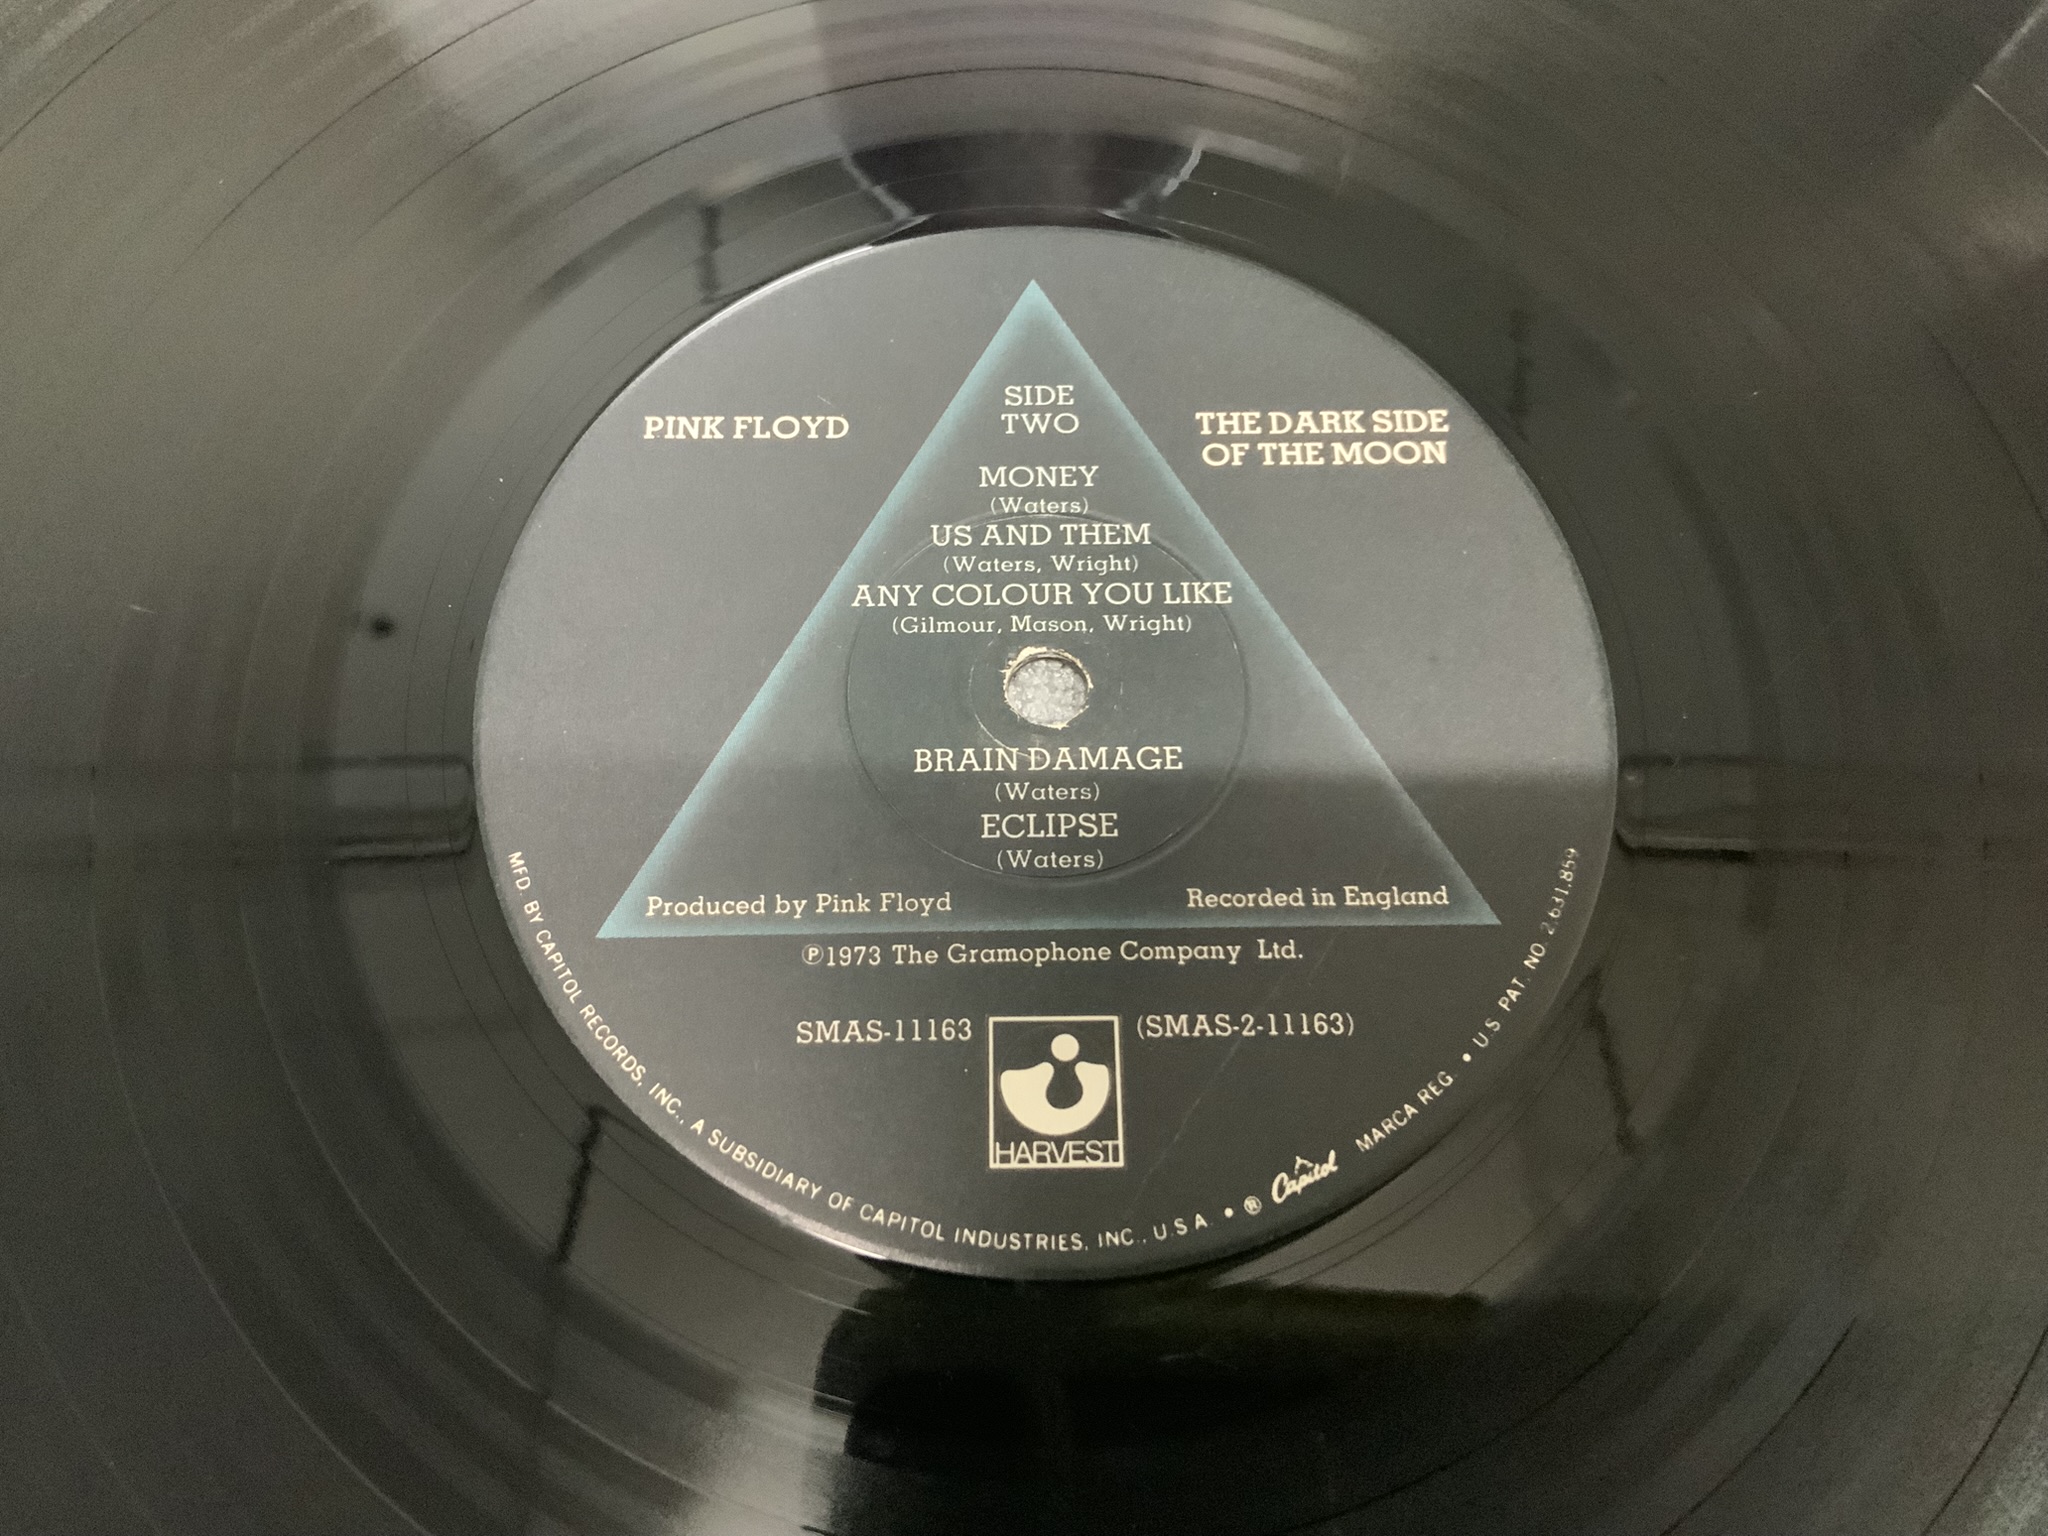 SIDE
TWO
PINK FLOYD
THE DARK SIDE
OF THE MOON
MONEY
(Waters)
US AND THEM
(Waters, Wright)
ANY COLOUR YOU LIKE
(Gilmour, Mason, Wright)
BRAIN DAMAGE
(Waters)
ECLIPSE
(Waters)
Produced by Pink Floyd
Recorded in England
℗1973 The Gramophone Company Ltd.
SMAS-11163
(SMAS-2-11163)
HARVEST
MFD. BY CAPITOL RECORDS, INC., A SUBSIDIARY OF CAPITOL INDUSTRIES, INC., U.S.A. • ® Capitol MARCA REG. • U.S. PAT. NO. 2,631,859